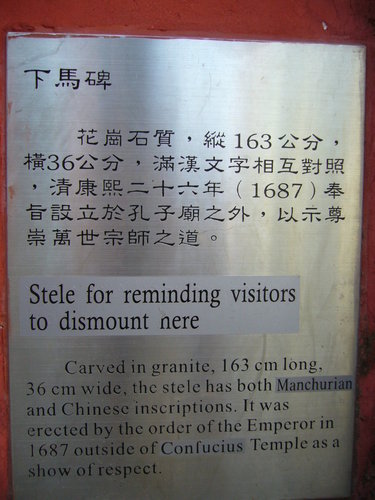 下馬碑
花崗石質，縱163公分，
橫36公分，滿漢文字相互對照
，清康熙二十六年（1687）奉
旨設立於孔子廟之外，以示尊
崇萬世宗師之道。
Stele for reminding visitors
to dismount here
Carved in granite, 163 cm long,
36 cm wide, the stele has both Manchurian
and Chinese inscriptions. It was
erected by the order of the Emperor in
1687 outside of Confucius Temple as a
show of respect.